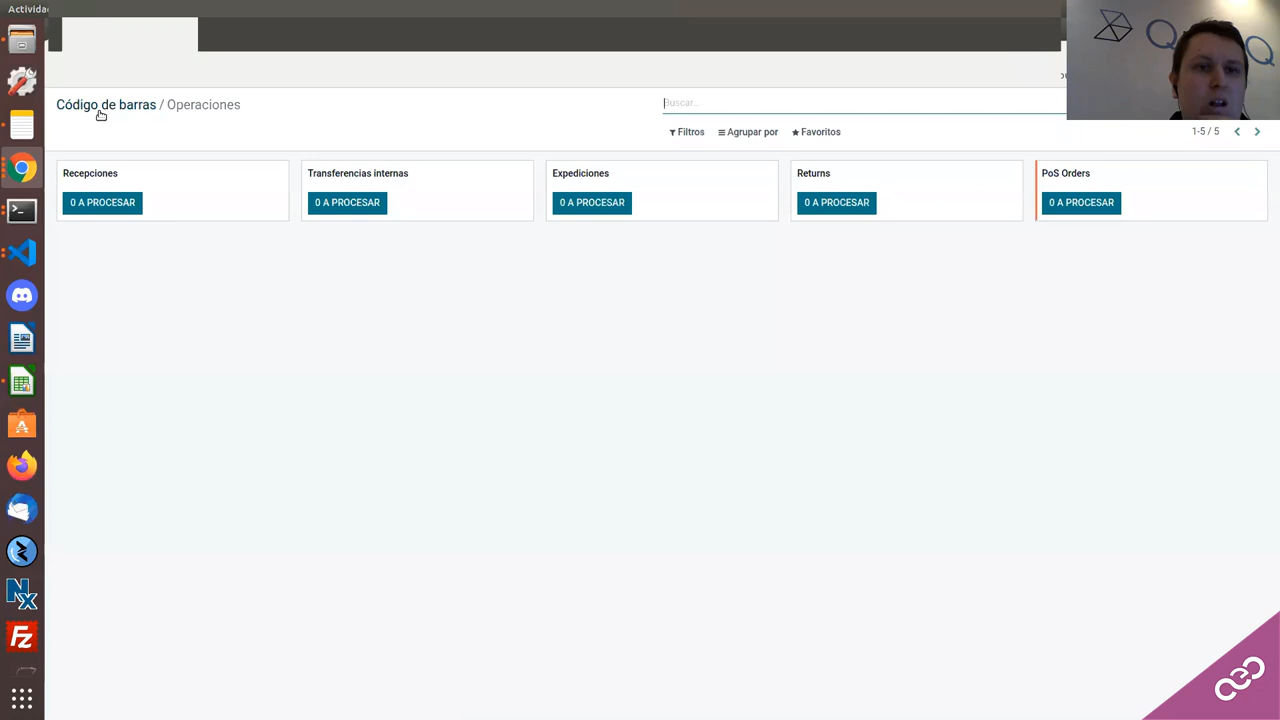 Actividad
Código de barras / Operaciones
Buscar...
Filtros
Agrupar por
Favoritos
1-5 / 5
Recepciones
0 A PROCESAR
Transferencias internas
0 A PROCESAR
Expediciones
0 A PROCESAR
Returns
0 A PROCESAR
PoS Orders
0 A PROCESAR